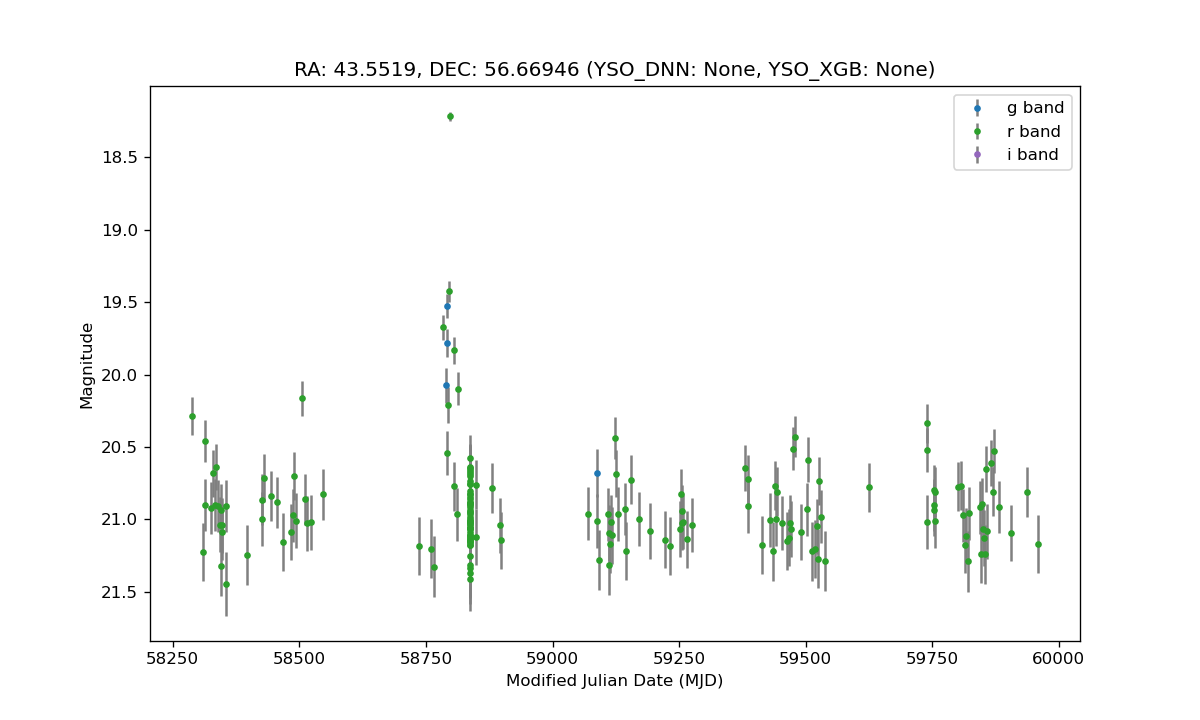 RA: 43.5519, DEC: 56.66946 (YSO_DNN: None, YSO_XGB: None)
g band
r band
i band
18.5
19.0
19.5
20.0
20.5
21.0
21.5
Magnitude
58250 58500 58750 59000 59250 59500 59750 60000
Modified Julian Date (MJD)